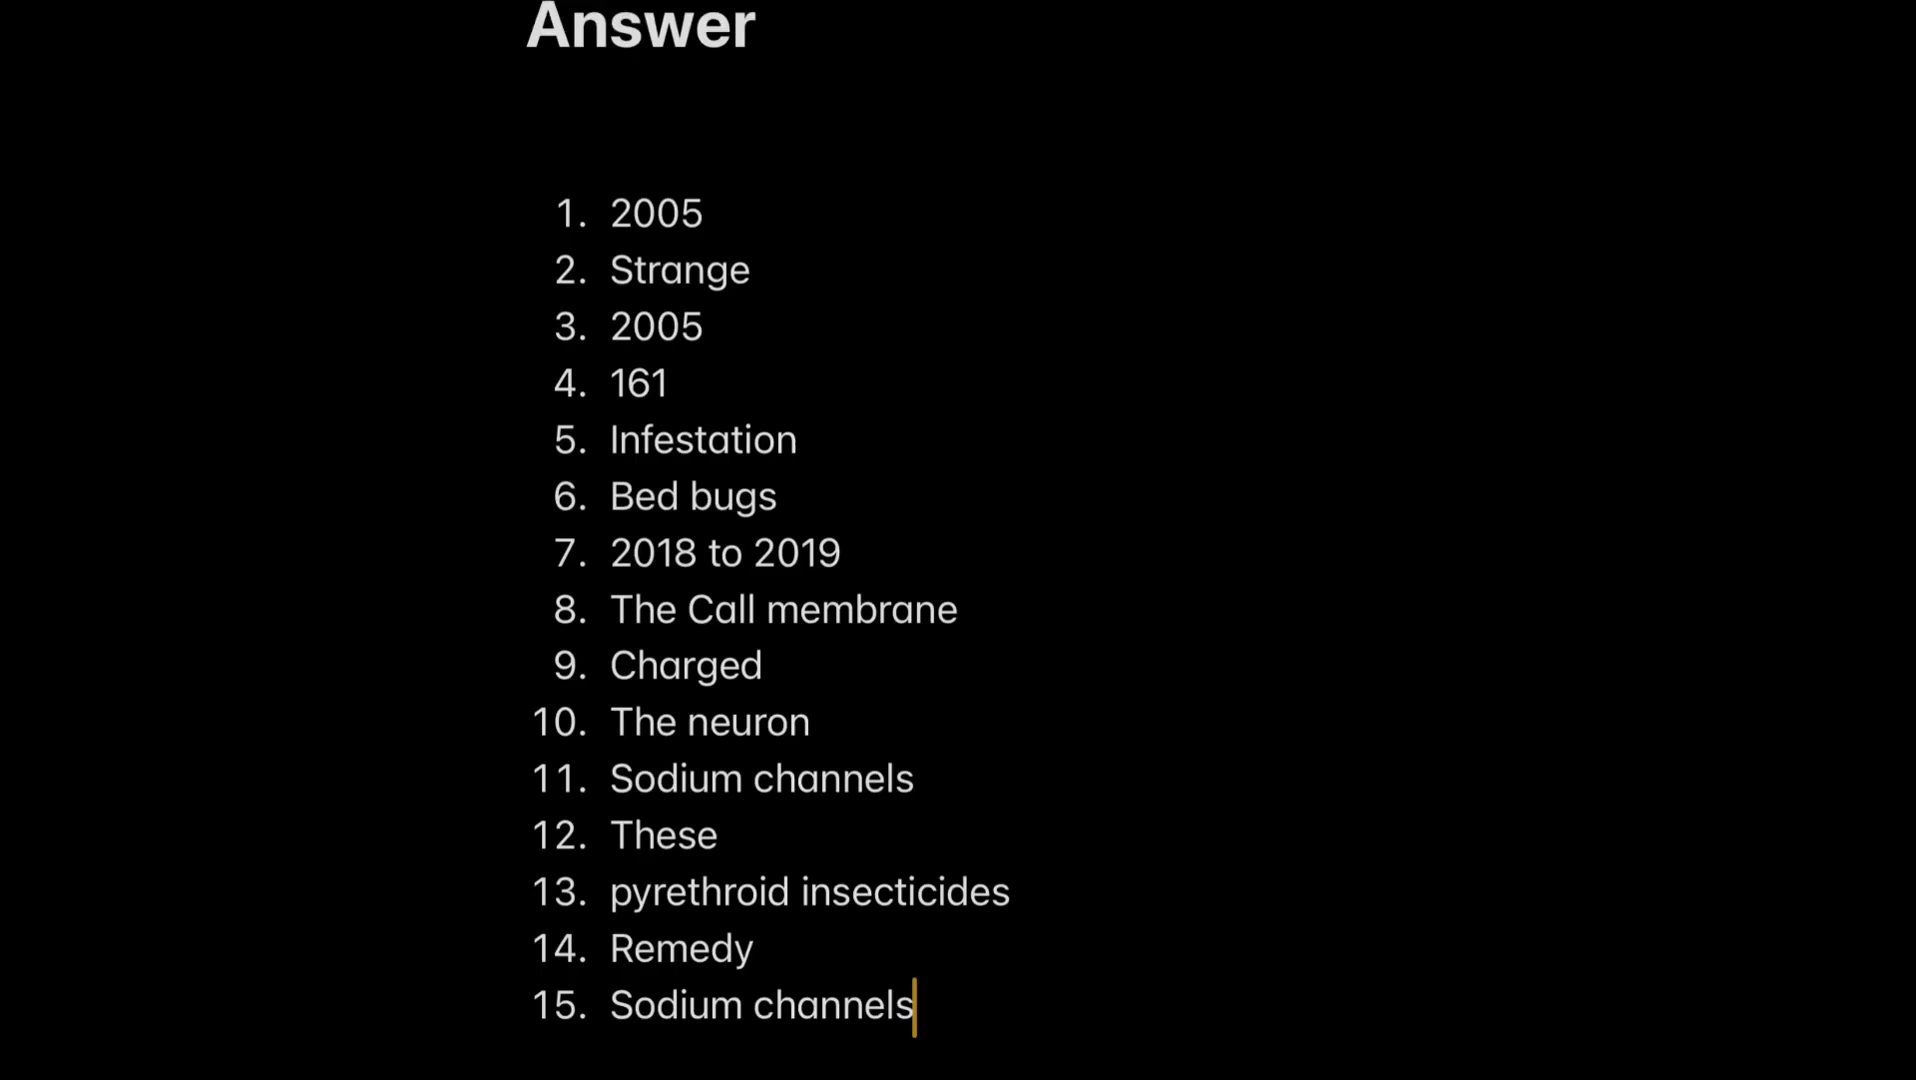 Answer
1. 2005
2. Strange
3. 2005
4. 161
5. Infestation
6. Bed bugs
7. 2018 to 2019
8. The Call membrane
9. Charged
10. The neuron
11. Sodium channels
12. These
13. pyrethroid insecticides
14. Remedy
15. Sodium channels